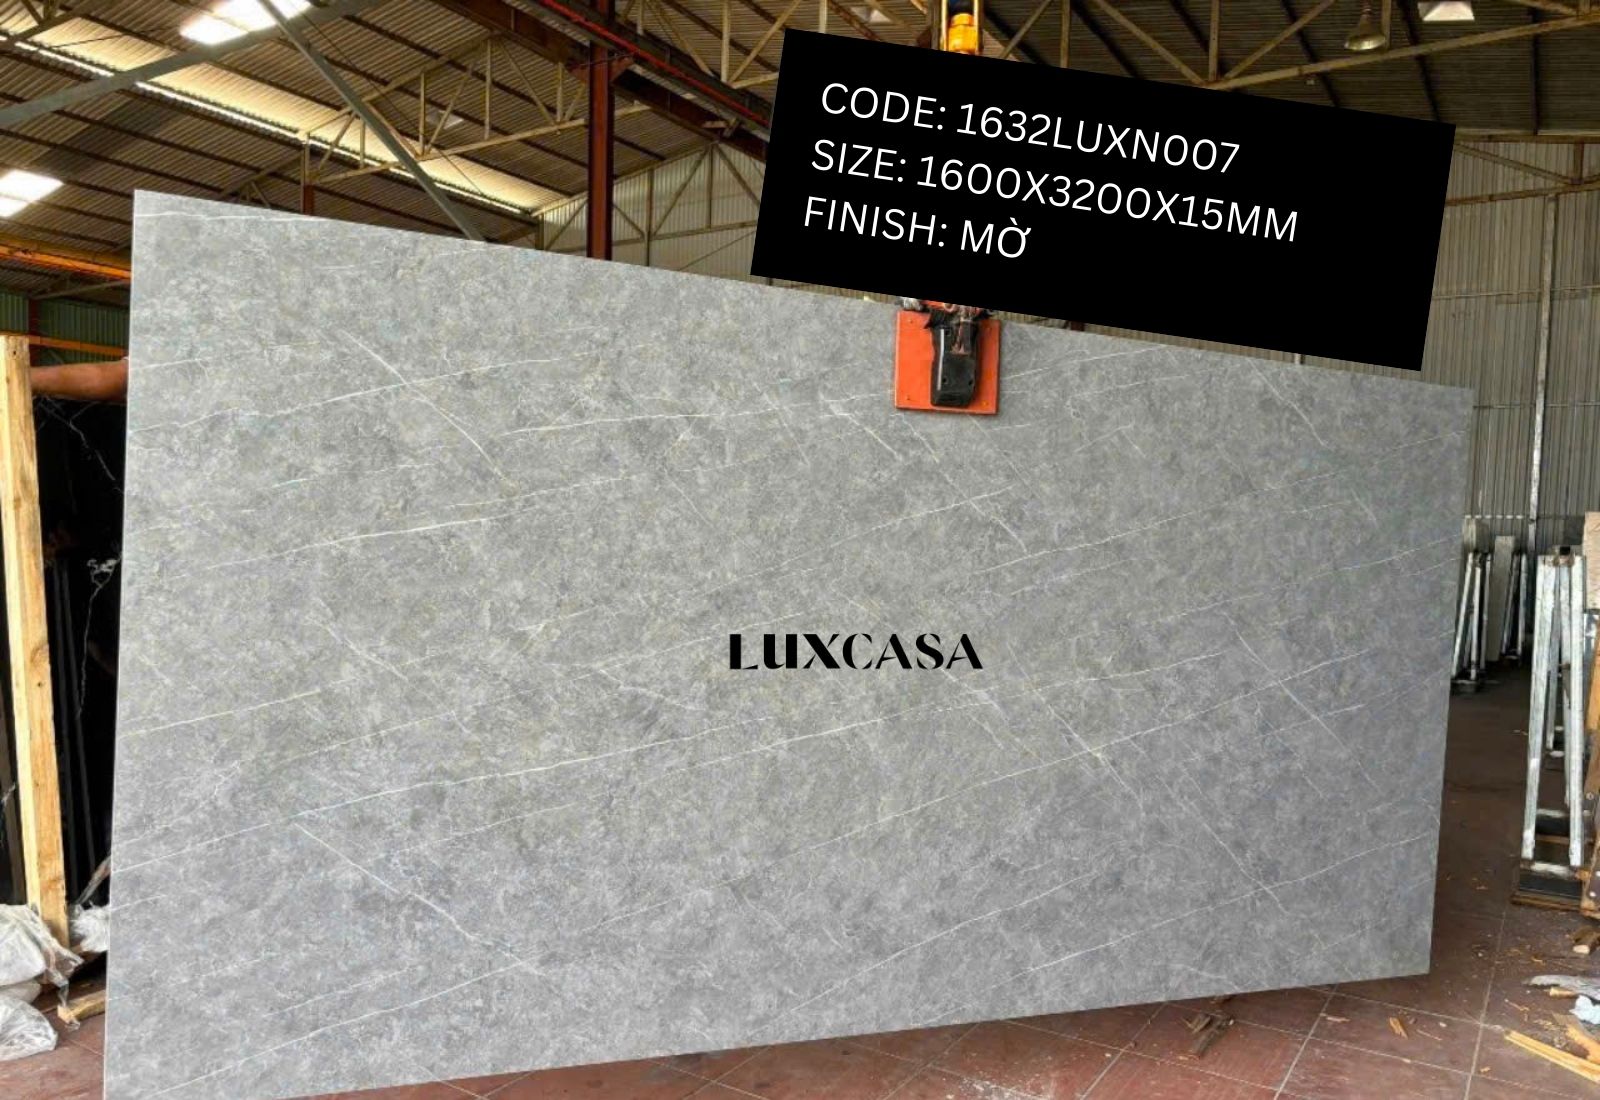 CODE: 1632LUXN007
SIZE: 1600X3200X15MM
FINISH: MỜ
LUXCASA